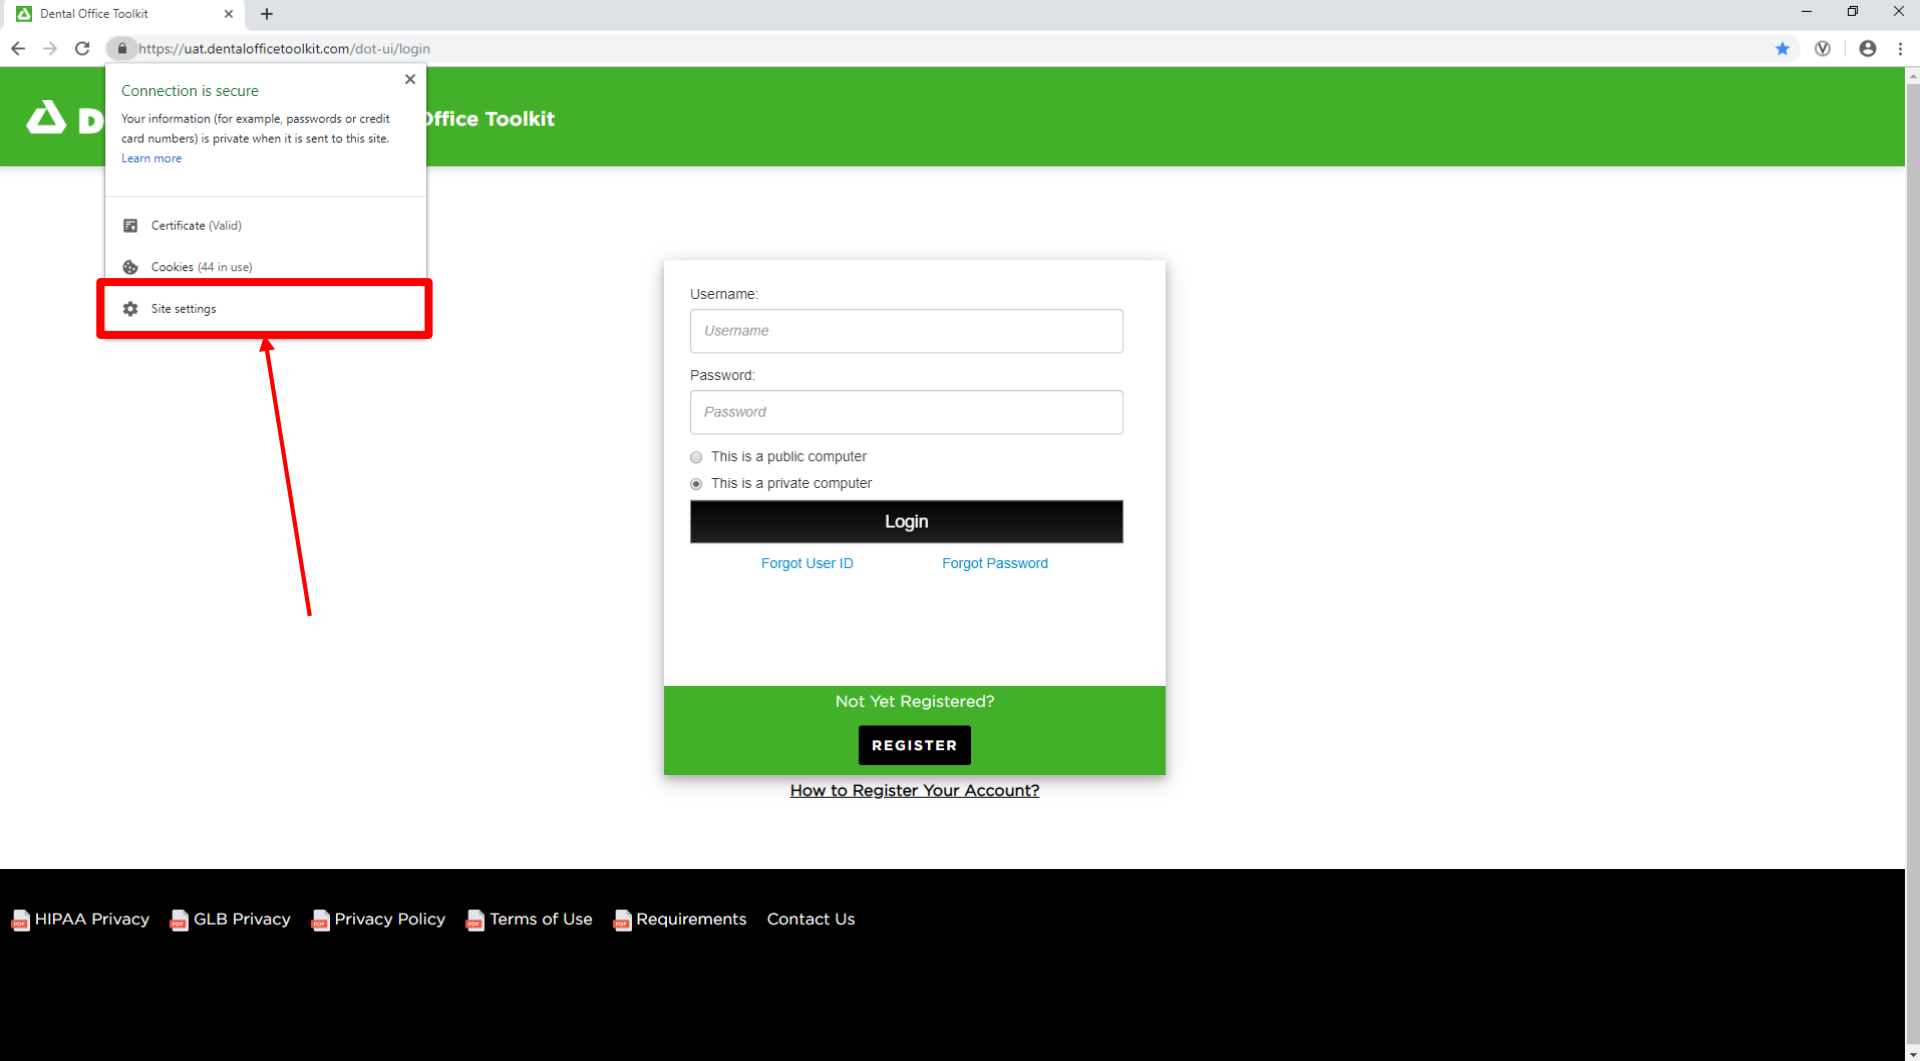 Dental Office Toolkit
https://uat.dentalofficetoolkit.com/dot-ui/login
Connection is secure
Your information (for example, passwords or credit
card numbers) is private when it is sent to this site.
Learn more
Certificate (Valid)
Cookies (44 in use)
Site settings
D
Office Toolkit
Username:
Username
Password:
Password
This is a public computer
This is a private computer
Login
Forgot User ID Forgot Password
Not Yet Registered?
REGISTER
How to Register Your Account?
HIPAA Privacy GLB Privacy Privacy Policy Terms of Use Requirements Contact Us